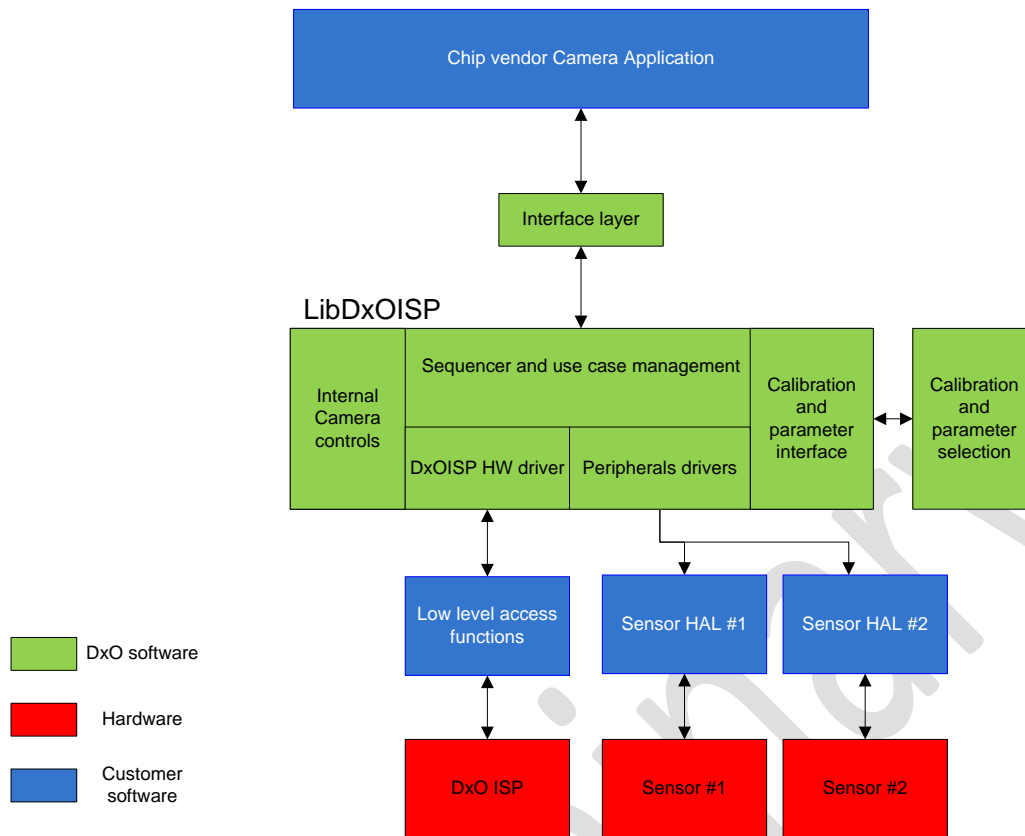 Chip vendor Camera Application
Interface layer
LibDxOISP
Internal
Camera
controls
Sequencer and use case management
DxOISP HW driver
Peripherals drivers
Calibration
and
parameter
interface
Calibration
and
parameter
selection
Low level access
functions
Sensor HAL #1
Sensor HAL #2
DxO software
Hardware
Customer
software
DxO ISP
Sensor #1
Sensor #2